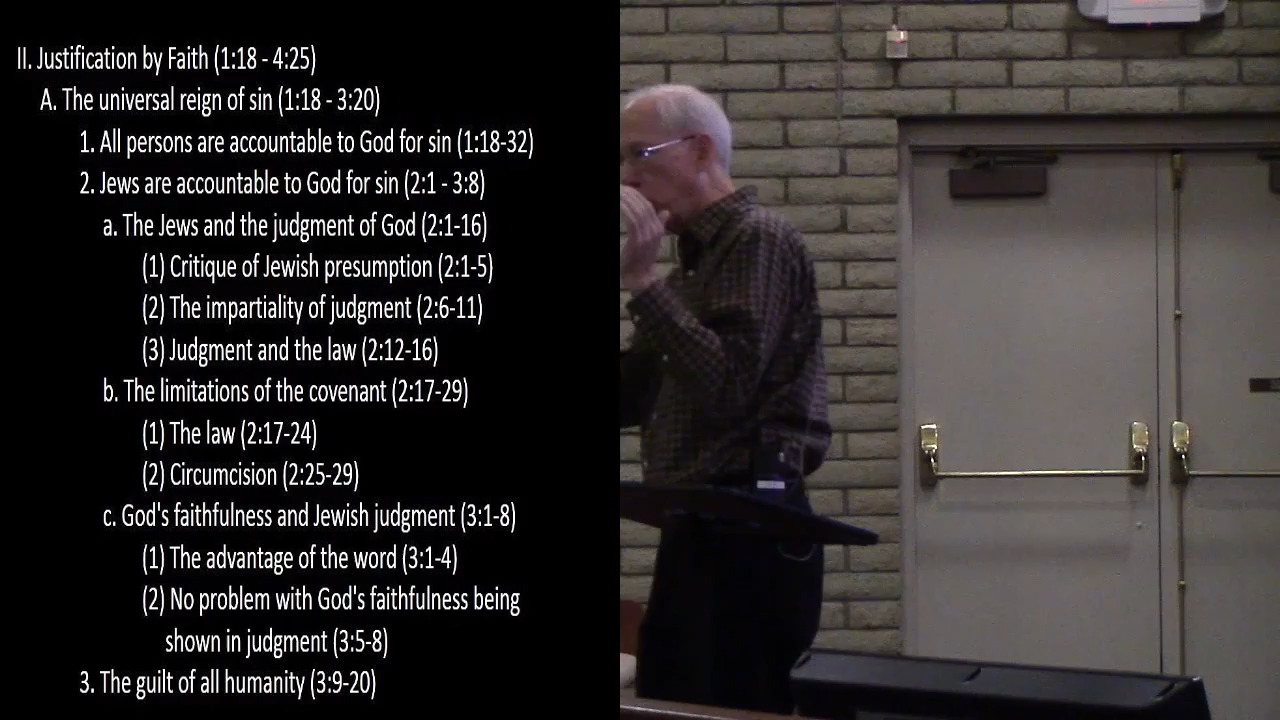 II. Justification by Faith (1:18 - 4:25)
A. The universal reign of sin (1:18 - 3:20)
1. All persons are accountable to God for sin (1:18-32)
2. Jews are accountable to God for sin (2:1 - 3:8)
a. The Jews and the judgment of God (2:1-16)
(1) Critique of Jewish presumption (2:1-5)
(2) The impartiality of judgment (2:6-11)
(3) Judgment and the law (2:12-16)
b. The limitations of the covenant (2:17-29)
(1) The law (2:17-24)
(2) Circumcision (2:25-29)
c. God's faithfulness and Jewish judgment (3:1-8)
(1) The advantage of the word (3:1-4)
(2) No problem with God's faithfulness being
shown in judgment (3:5-8)
3. The guilt of all humanity (3:9-20)